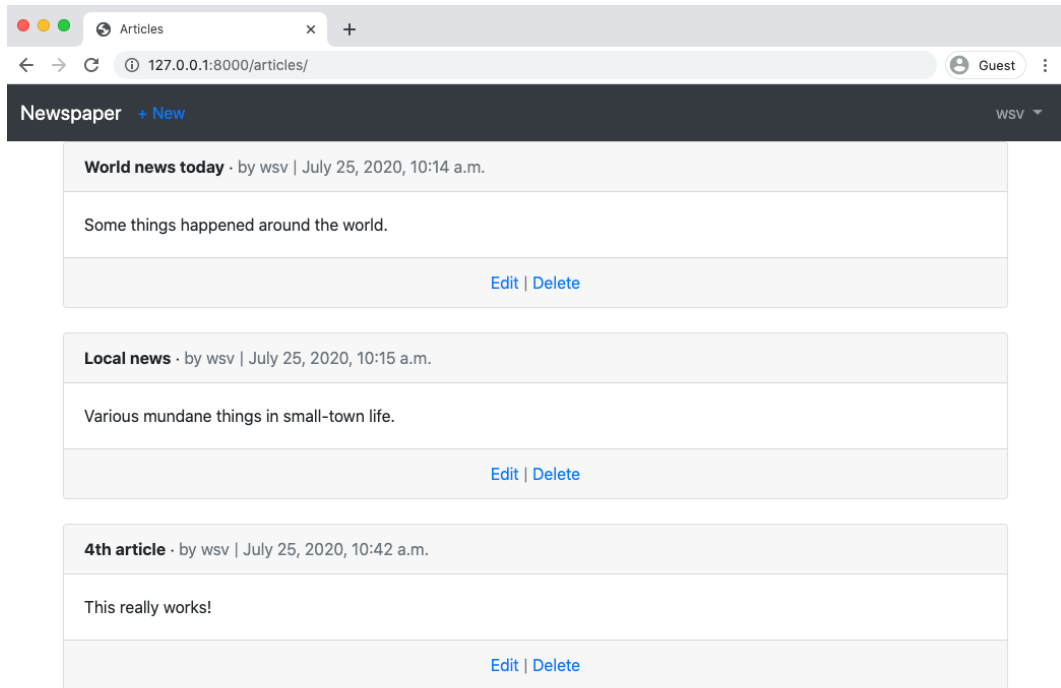 Articles
127.0.0.1:8000/articles/
Guest
Newspaper + New wsv
World news today · by wsv | July 25, 2020, 10:14 a.m.
Some things happened around the world.
Edit | Delete
Local news · by wsv | July 25, 2020, 10:15 a.m.
Various mundane things in small-town life.
Edit | Delete
4th article · by wsv | July 25, 2020, 10:42 a.m.
This really works!
Edit | Delete